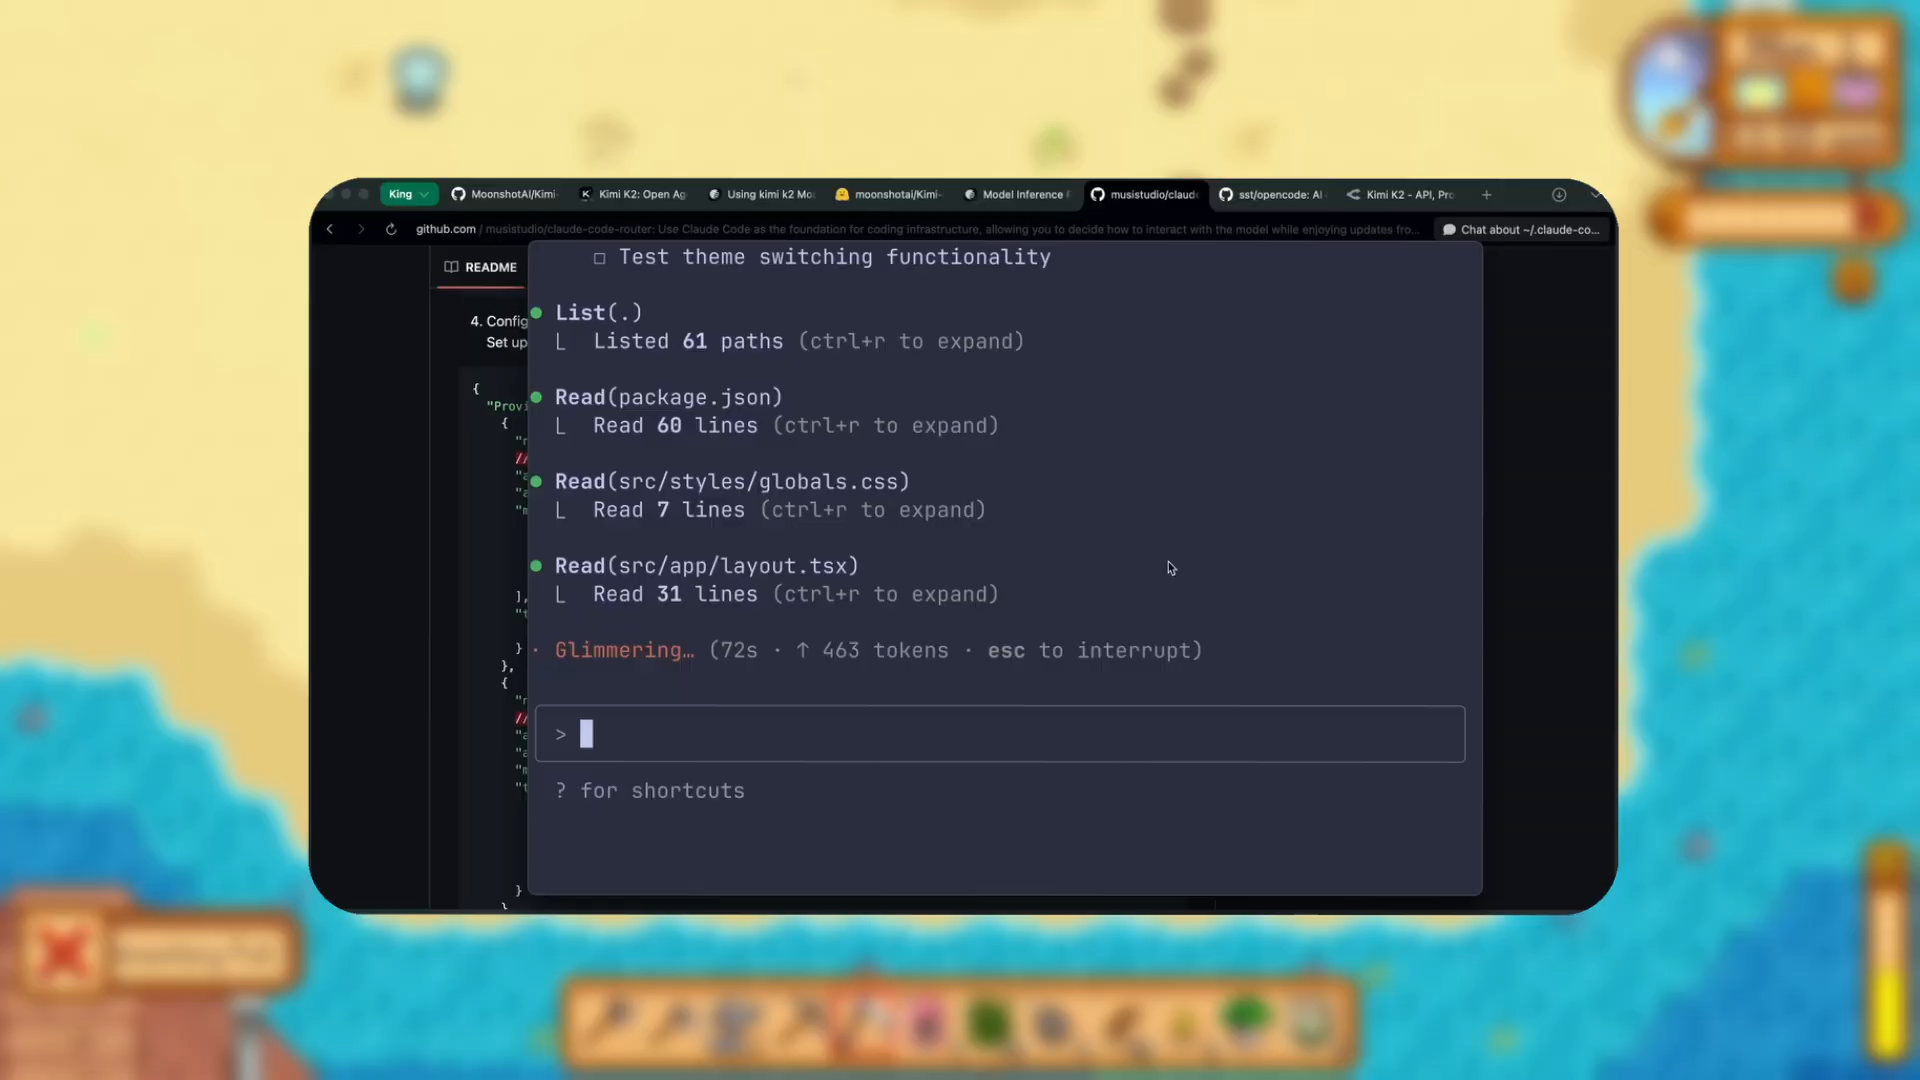 King
MoonshotAI/Kimi-
Kimi K2: Open Ag
Using kimi k2 Mo
moonshotai/Kimi-
Model Inference
musistudio/claude
sst/opencode: AI
Kimi K2 - API, Pro
github.com / musistudio/claude-code-router: Use Claude Code as the foundation for coding infrastructure, allowing you to decide how to interact with the model while enjoying updates fro...
Chat about ~/.claude-co...
README
4. Config
Set up
{
"Provi
{
//
],
}
},
{
//
}
□ Test theme switching functionality
List(.)
Listed 61 paths (ctrl+r to expand)
Read(package.json)
Read 60 lines (ctrl+r to expand)
Read(src/styles/globals.css)
Read 7 lines (ctrl+r to expand)
Read(src/app/layout.tsx)
Read 31 lines (ctrl+r to expand)
· Glimmering… (72s · ↑ 463 tokens · esc to interrupt)
>
? for shortcuts